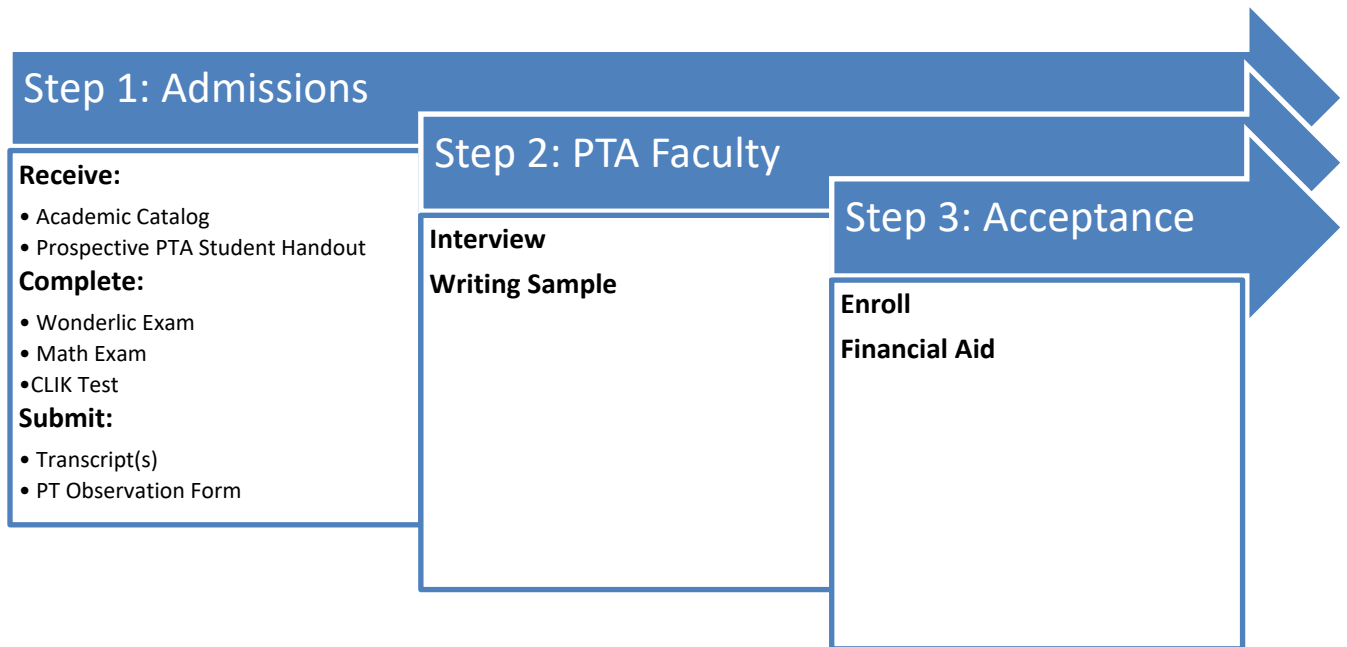 Step 1: Admissions
Receive:
• Academic Catalog
• Prospective PTA Student Handout
Complete:
• Wonderlic Exam
• Math Exam
•CLIK Test
Submit:
• Transcript(s)
• PT Observation Form
Step 2: PTA Faculty
Interview
Writing Sample
Step 3: Acceptance
Enroll
Financial Aid